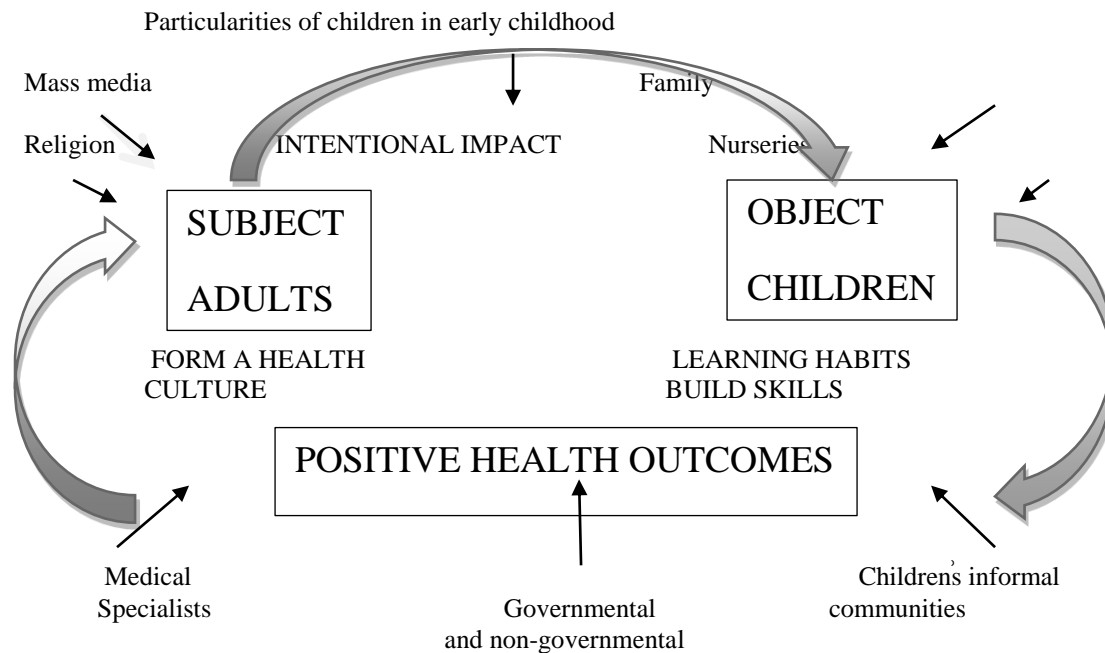 Particularities of children in early childhood
Mass media
Family
Religion
INTENTIONAL IMPACT
Nurseries
SUBJECT
ADULTS
OBJECT
CHILDREN
FORM A HEALTH
CULTURE
LEARNING HABITS
BUILD SKILLS
POSITIVE HEALTH OUTCOMES
Medical
Specialists
Children's informal
communities
Governmental
and non-governmental